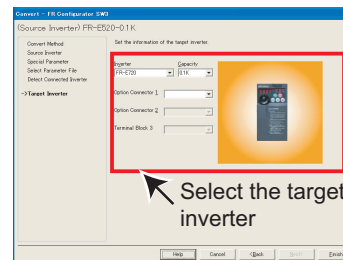 Convert - FR Configurator SW3
(Source Inverter) FR-E520-0.1K
Convert Method
Source Inverter
Special Parameter
Select Parameter File
Detect Connected Inverter
->Target Inverter
Set the information of the target inverter.
Inverter Capacity
FR-E720 0.1K
Option Connector 1
Option Connector 2
Terminal Block 3
Select the target
inverter
Help Cancel <Back Next> Finish